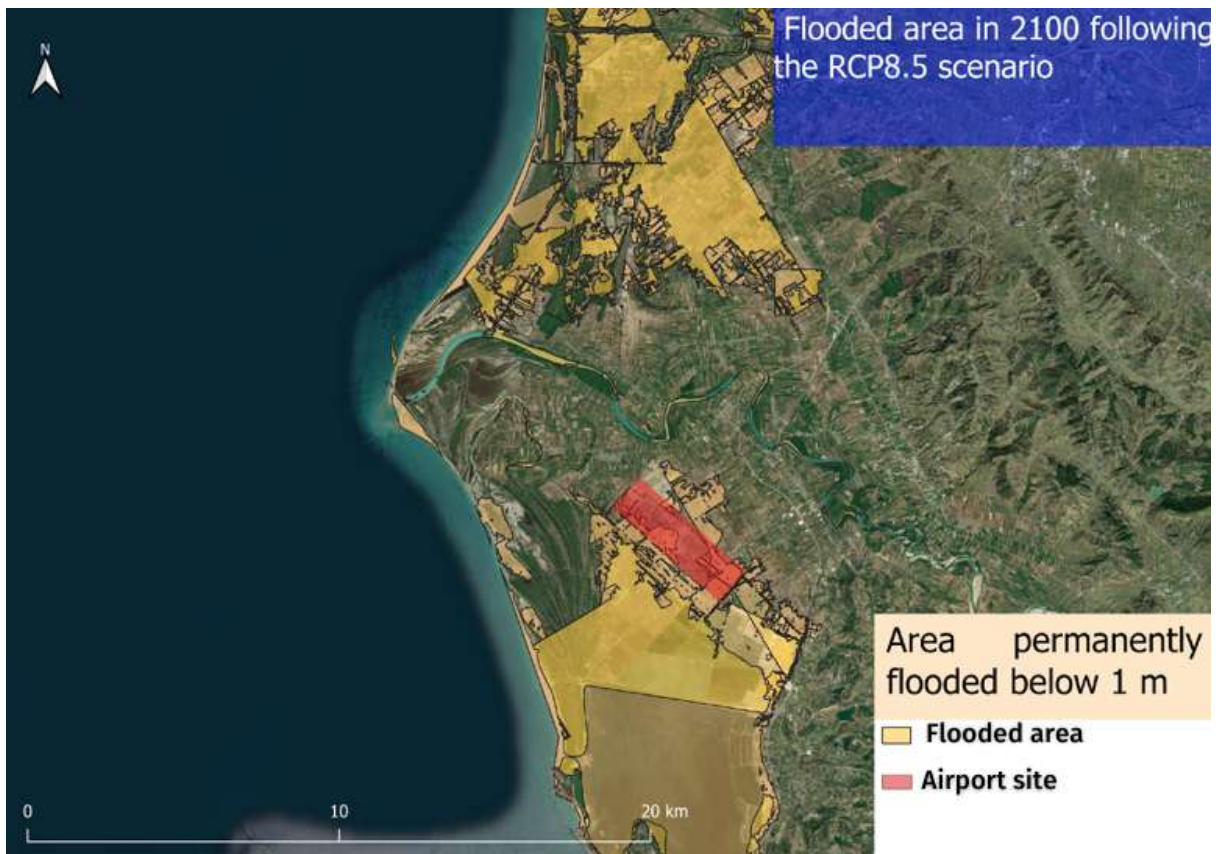 N
Flooded area in 2100 following
the RCP8.5 scenario
Area permanently
flooded below 1 m
Flooded area
Airport site
0 10 20 km